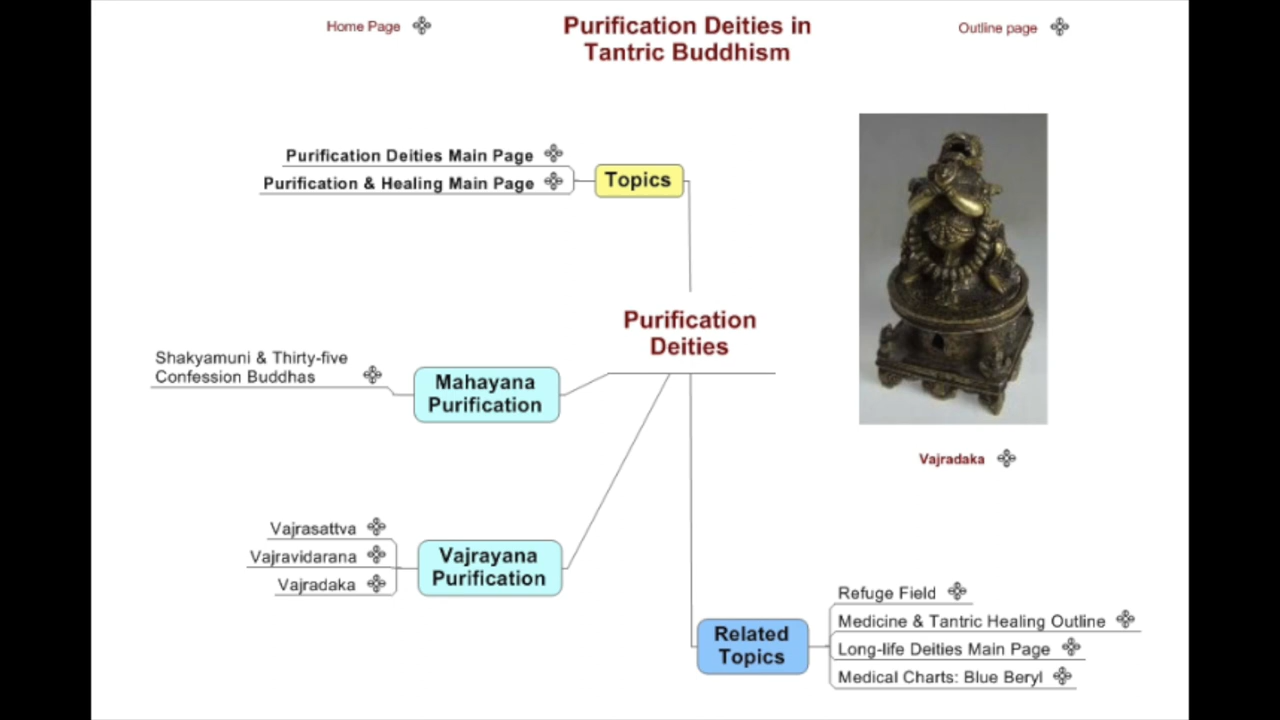 Home Page
Purification Deities in
Tantric Buddhism
Outline page
Purification Deities Main Page
Purification & Healing Main Page
Topics
Purification
Deities
Shakyamuni & Thirty-five
Confession Buddhas
Mahayana
Purification
Vajradaka
Vajrasattva
Vajravidarana
Vajradaka
Vajrayana
Purification
Related
Topics
Refuge Field
Medicine & Tantric Healing Outline
Long-life Deities Main Page
Medical Charts: Blue Beryl